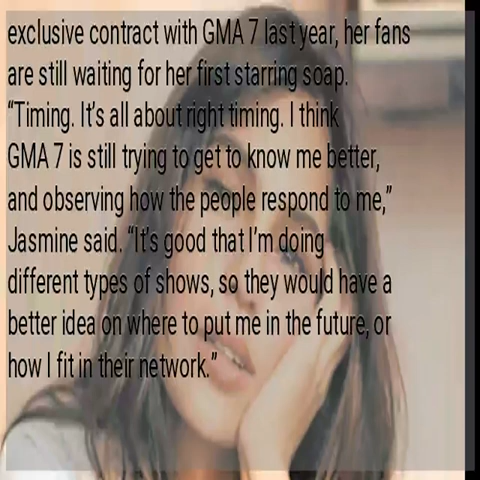 exclusive contract with GMA 7 last year, her fans
are still waiting for her first starring soap.
“Timing. It’s all about right timing. I think
GMA 7 is still trying to get to know me better,
and observing how the people respond to me,”
Jasmine said. “It’s good that I’m doing
different types of shows, so they would have a
better idea on where to put me in the future, or
how I fit in their network.”